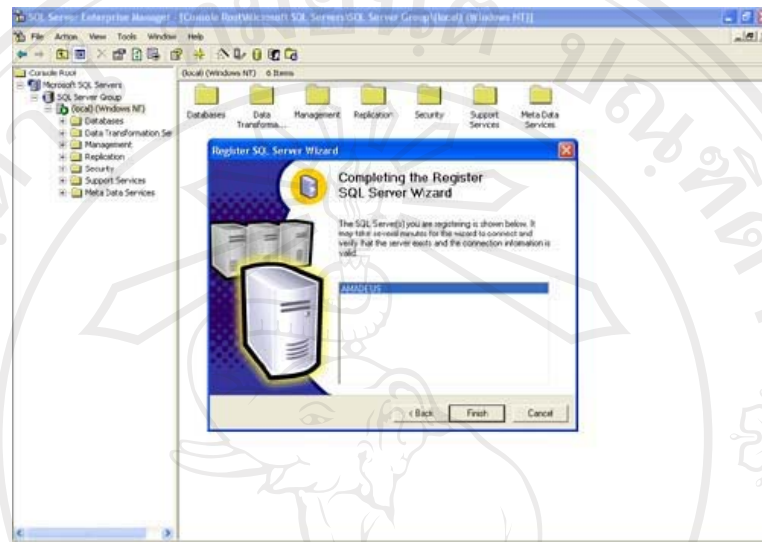 SQL Server Enterprise Manager - [Console Root\Microsoft SQL Servers\SQL Server Group\(local) (Windows NT)]
File Action View Tools Window Help
Console Root
Microsoft SQL Servers
SQL Server Group
(local) (Windows NT)
Databases
Data Transformation Se
Management
Replication
Security
Support Services
Meta Data Services
(local) (Windows NT) 6 Items
Databases
Data
Transforma...
Management
Replication
Security
Support
Services
Meta Data
Services
Register SQL Server Wizard
Completing the Register
SQL Server Wizard
The SQL Server(s) you are registering is shown below. It
may take several minutes for the wizard to connect and
verify that the server exists and the connection information is
valid.
AMADEUS
< Back
Finish
Cancel